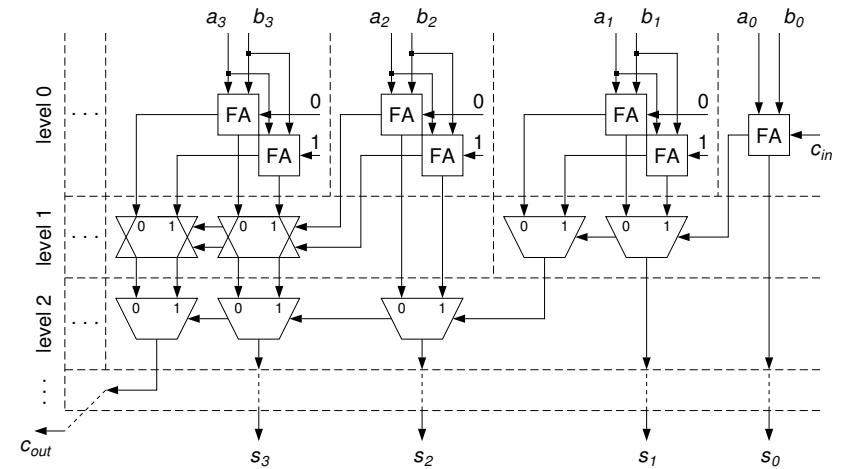 a3 b3 a2 b2 a1 b1 a0 b0
level 0
. . .
FA 0 FA 0 FA 0
FA 1 FA 1 FA 1
FA
cin
level 1
. . .
0 1 0 1 0 1 0 1
level 2
. . .
0 1 0 1 0 1
. . .
cout
s3 s2 s1 s0